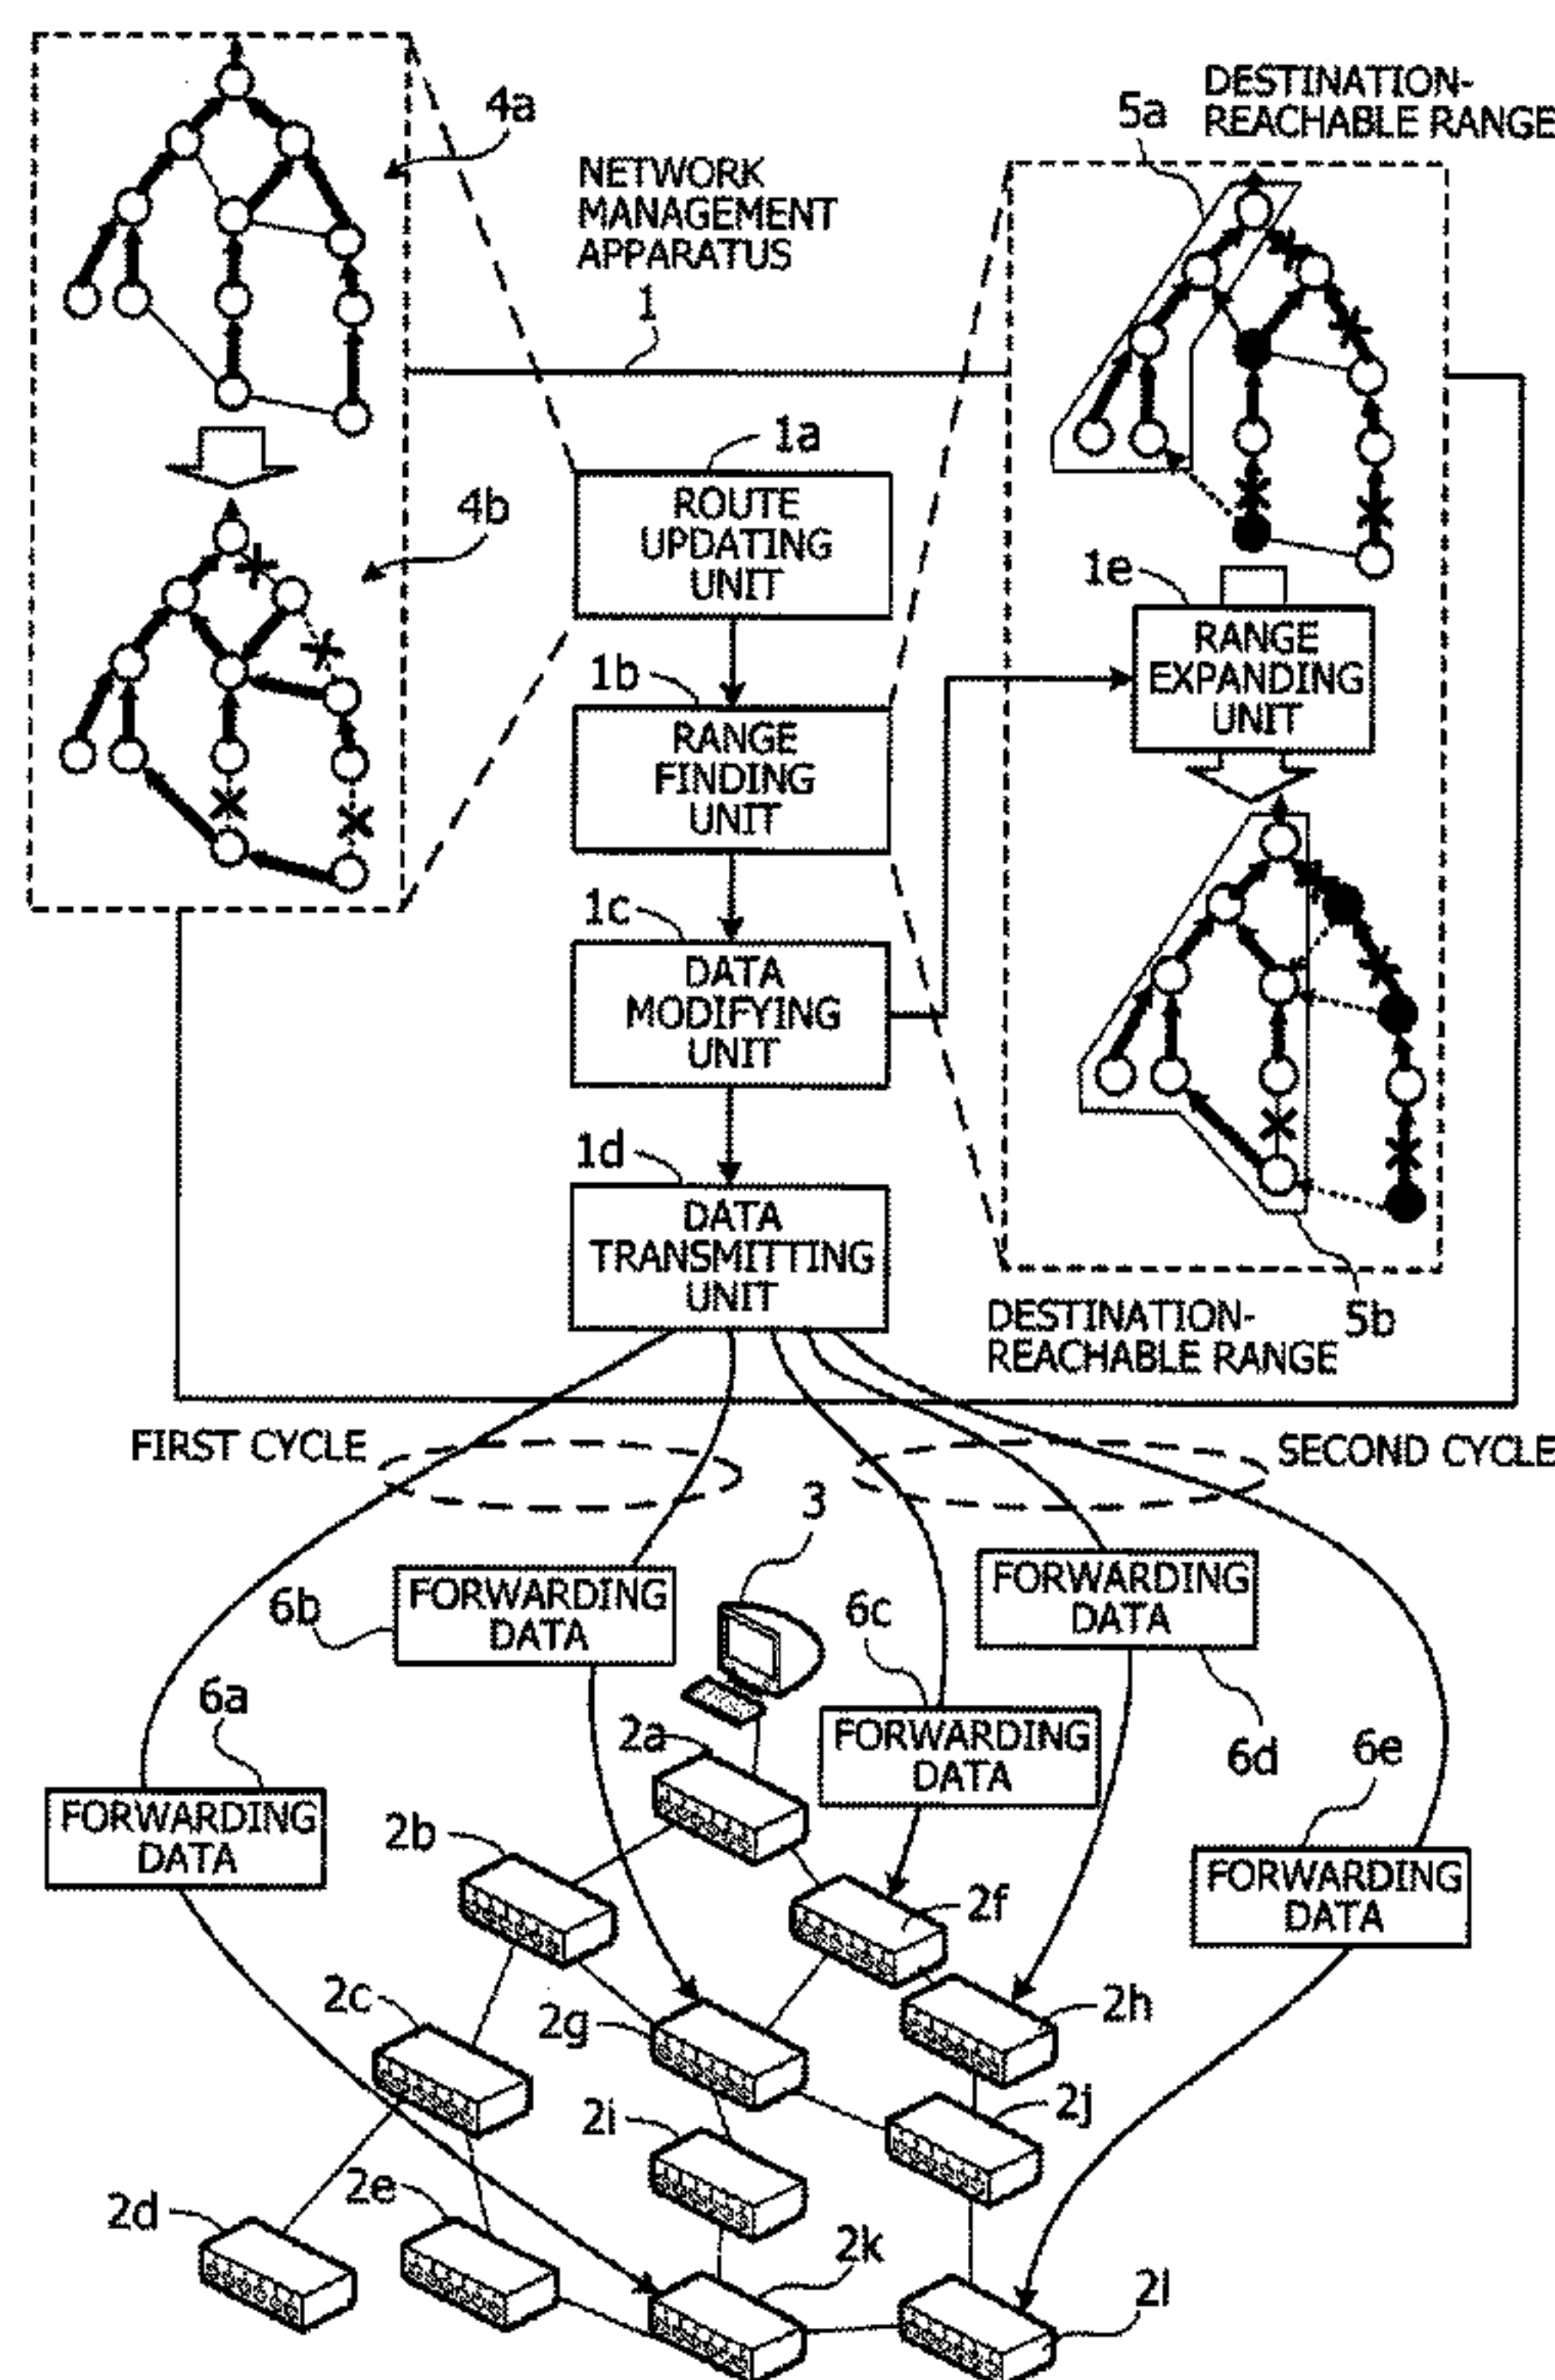 4a
NETWORK
MANAGEMENT
APPARATUS
1
5a
DESTINATION-
REACHABLE RANGE
1a
ROUTE
UPDATING
UNIT
4b
1b
RANGE
FINDING
UNIT
1e
RANGE
EXPANDING
UNIT
1c
DATA
MODIFYING
UNIT
1d
DATA
TRANSMITTING
UNIT
DESTINATION-
REACHABLE RANGE
5b
FIRST CYCLE
SECOND CYCLE
3
6b
FORWARDING
DATA
6c
FORWARDING
DATA
6d
FORWARDING
DATA
6a
FORWARDING
DATA
6e
FORWARDING
DATA
2a
2b
2f
2c
2g
2h
2i
2j
2d
2e
2k
2l